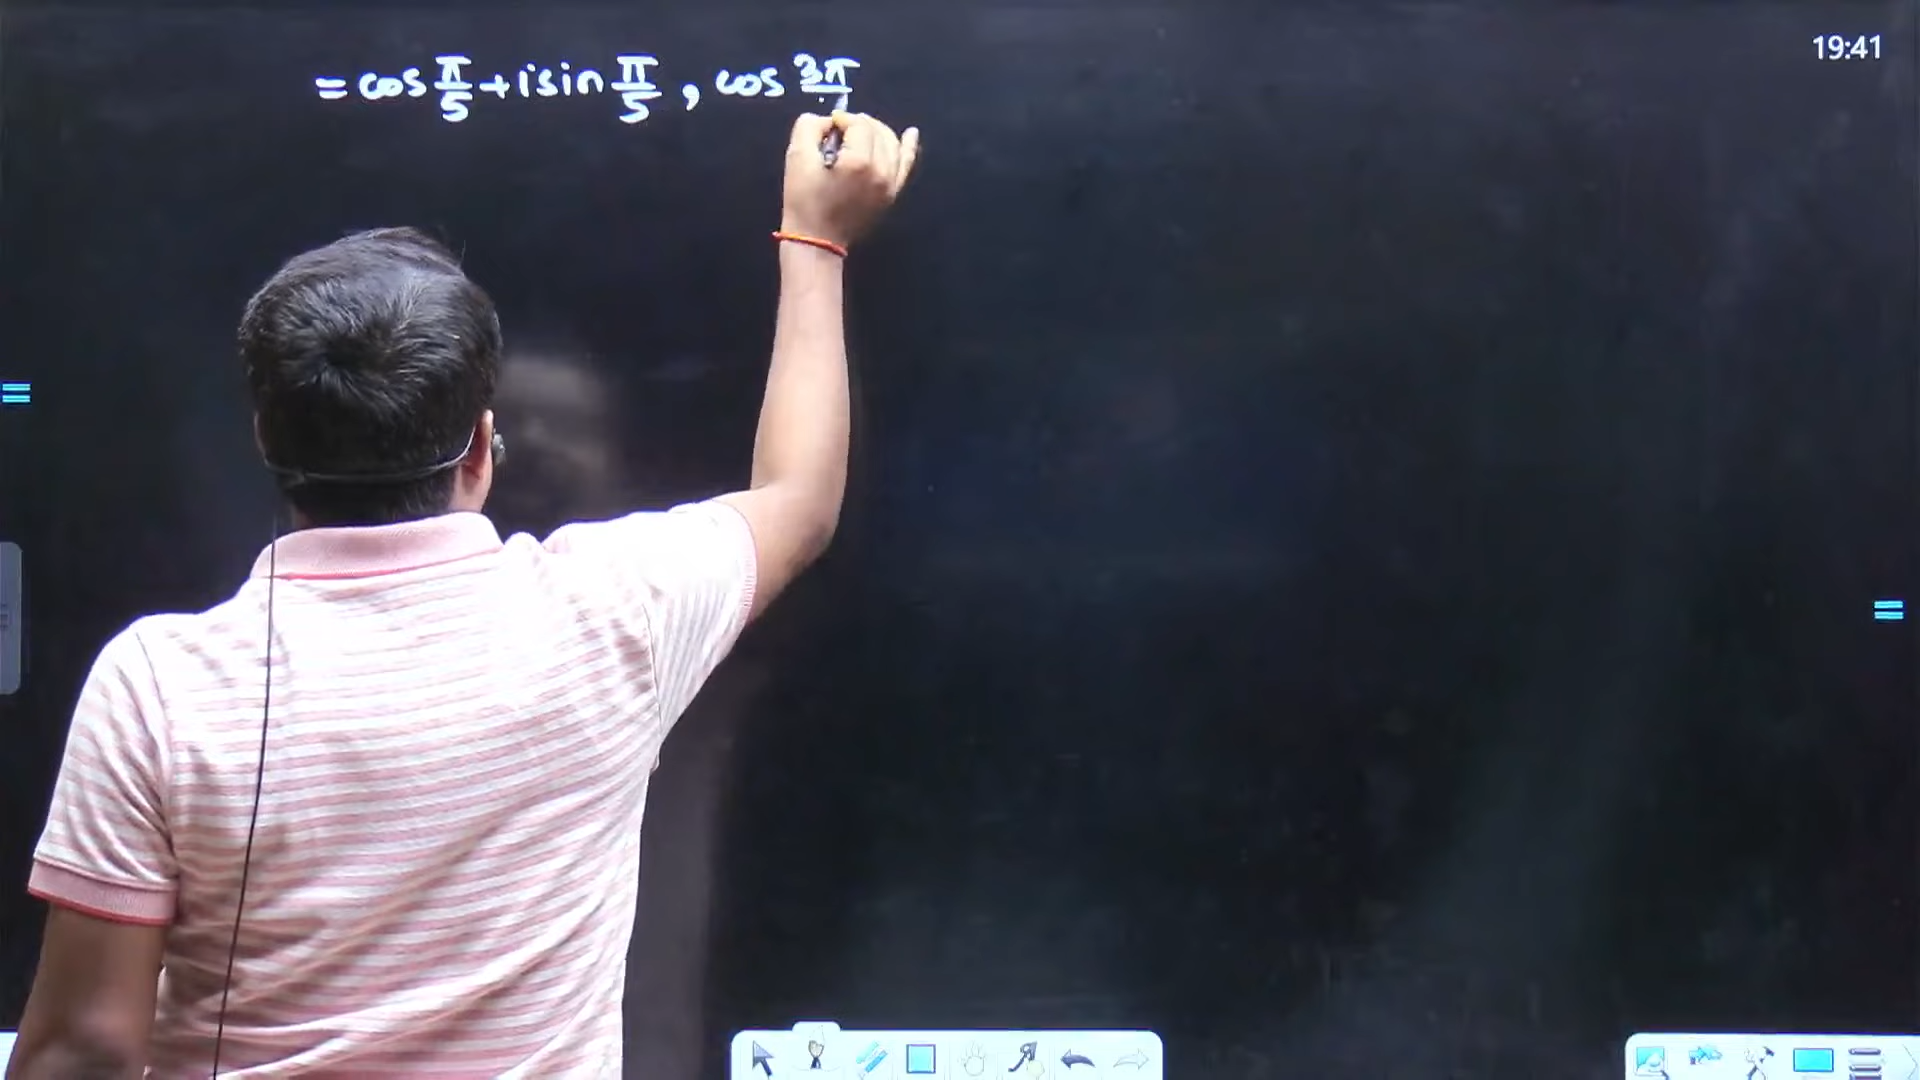 19:41
= cos π/5 + i sin π/5 , cos 3π